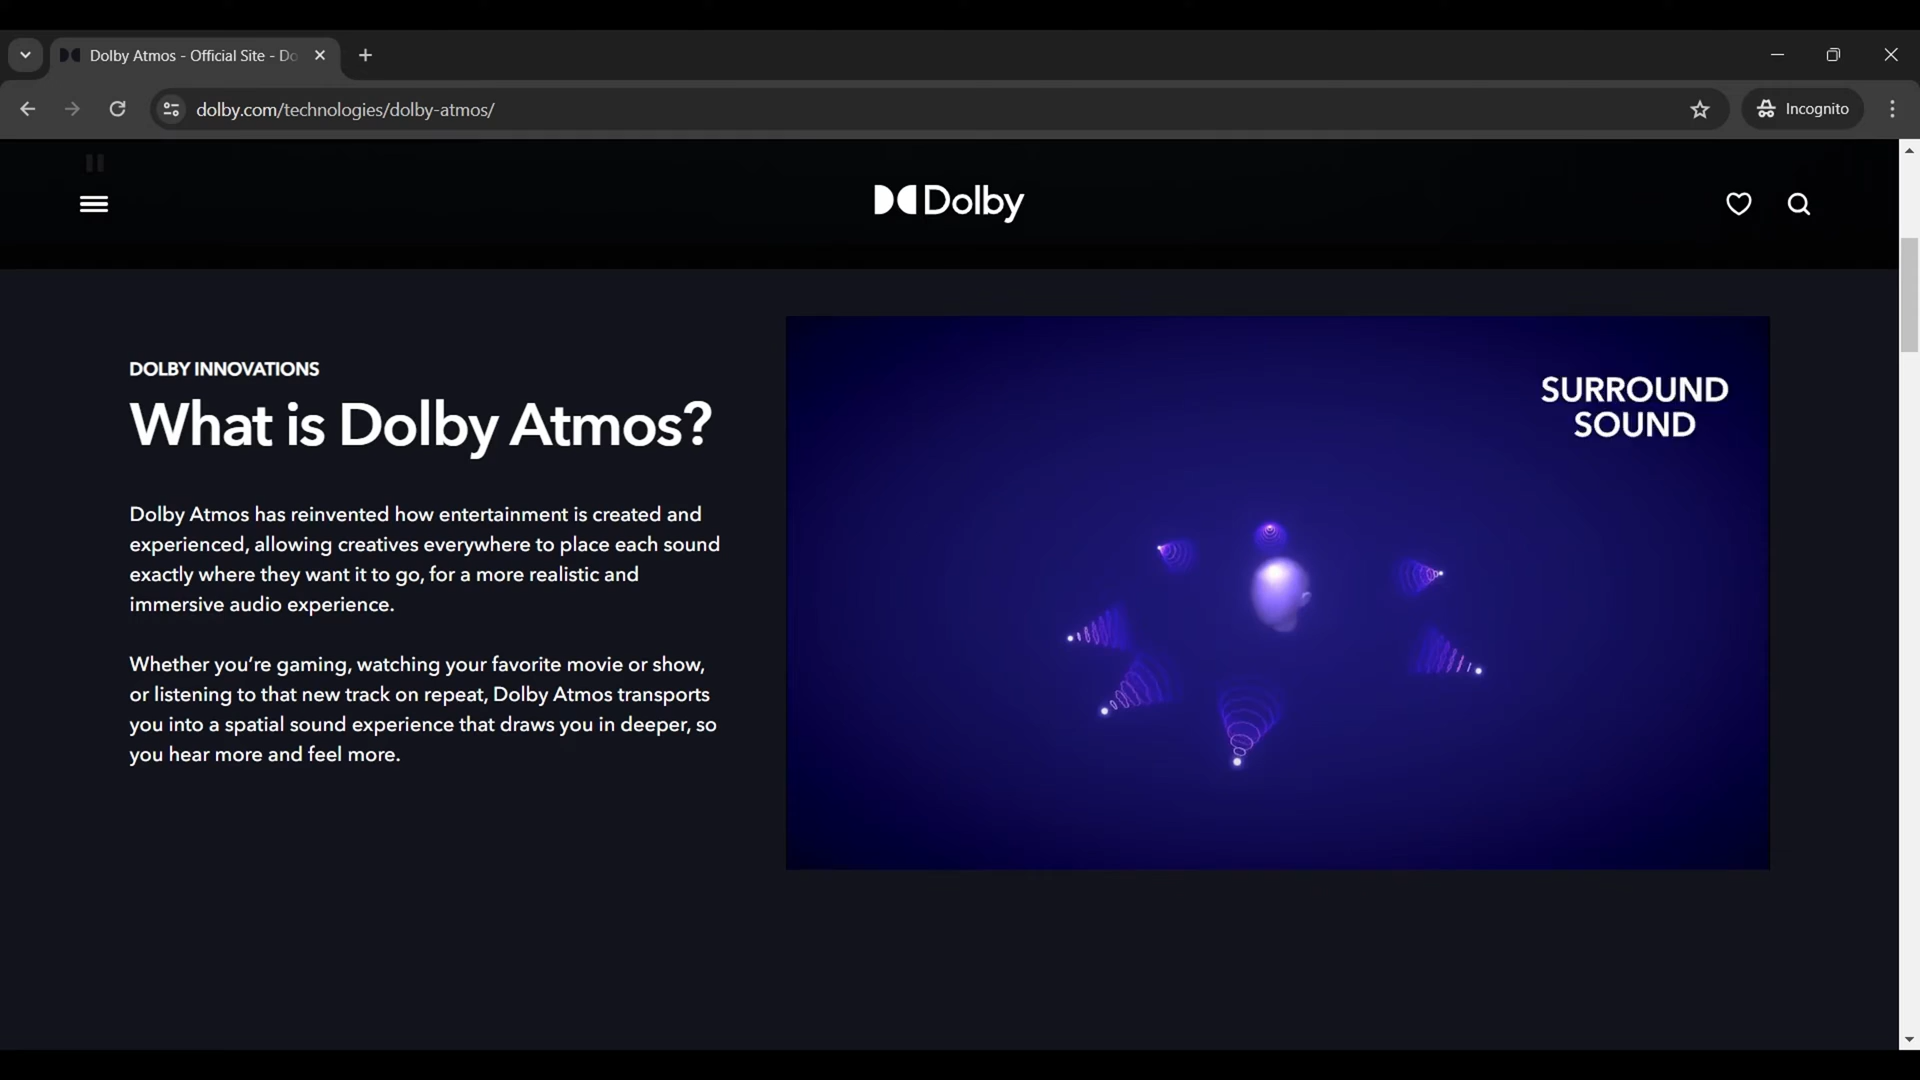 Dolby Atmos - Official Site - Do
dolby.com/technologies/dolby-atmos/
Incognito
Dolby
DOLBY INNOVATIONS
What is Dolby Atmos?
Dolby Atmos has reinvented how entertainment is created and
experienced, allowing creatives everywhere to place each sound
exactly where they want it to go, for a more realistic and
immersive audio experience.
Whether you’re gaming, watching your favorite movie or show,
or listening to that new track on repeat, Dolby Atmos transports
you into a spatial sound experience that draws you in deeper, so
you hear more and feel more.
SURROUND
SOUND